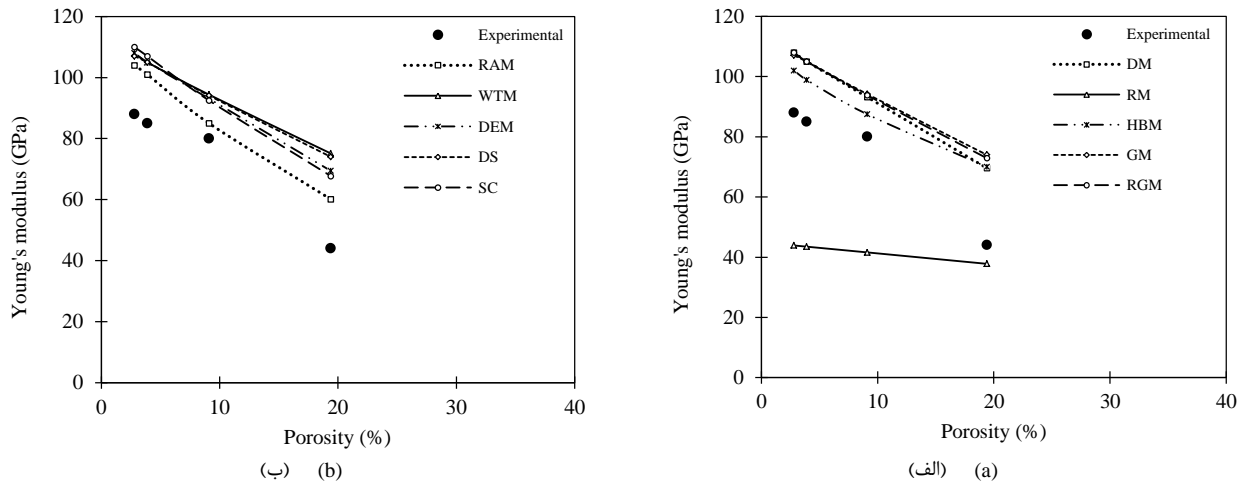 120
100
80
60
40
20
0
0 10 20 30 40
Young's modulus (GPa)
Porosity (%)
Experimental
RAM
WTM
DEM
DS
SC
(b) (ب)
120
100
80
60
40
20
0
0 10 20 30 40
Young's modulus (GPa)
Porosity (%)
Experimental
DM
RM
HBM
GM
RGM
(a) (الف)